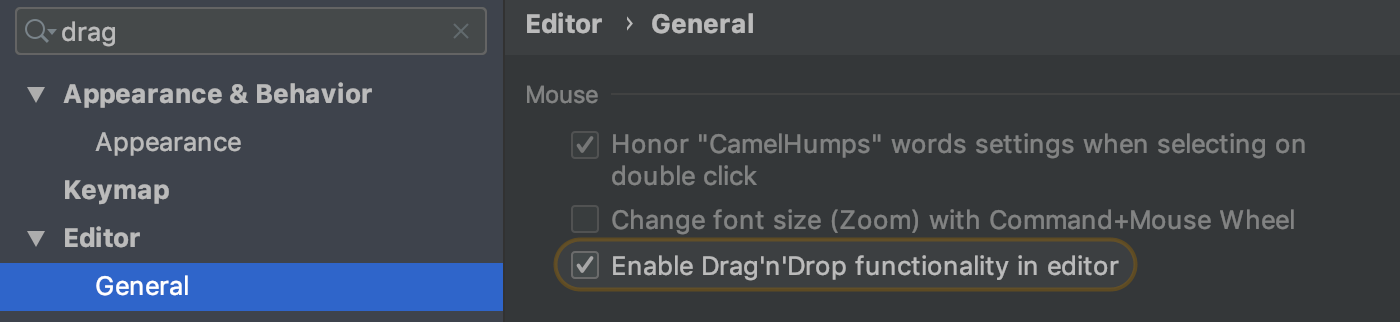 drag
Appearance & Behavior
Appearance
Keymap
Editor
General
Editor › General
Mouse
Honor "CamelHumps" words settings when selecting on
double click
Change font size (Zoom) with Command+Mouse Wheel
Enable Drag'n'Drop functionality in editor